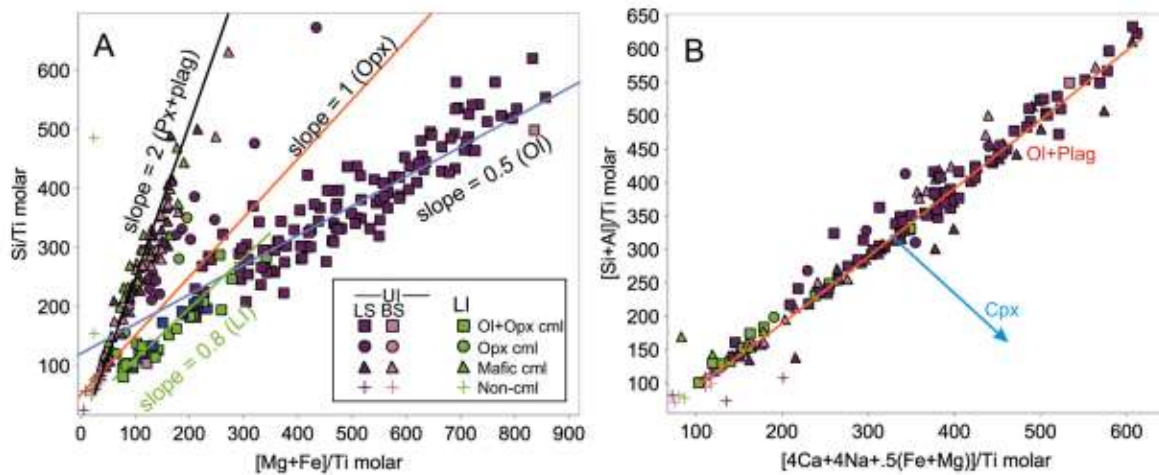 A
Si/Ti molar
600
500
400
300
200
100
0 100 200 300 400 500 600 700 800 900
[Mg+Fe]/Ti molar
slope = 2 (Px+plag)
slope = 1 (Opx)
slope = 0.5 (Ol)
slope = 0.8 (LI)
UI LI
LS BS
Ol+Opx cml
Opx cml
Mafic cml
Non-cml
B
[Si+Al]/Ti molar
650
600
550
500
450
400
350
300
250
200
150
100
50
100 200 300 400 500 600
[4Ca+4Na+.5(Fe+Mg)]/Ti molar
Ol+Plag
Cpx